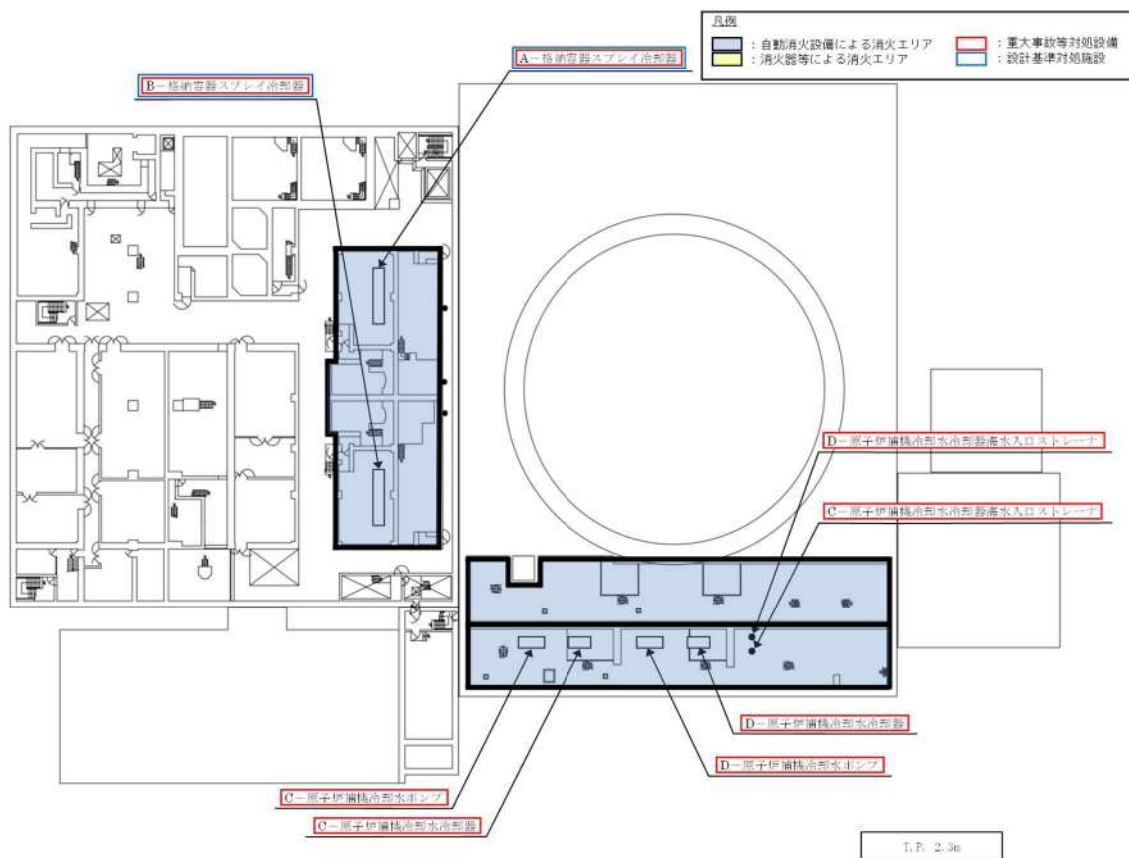 凡例
：自動消火設備による消火エリア
：重大事故等対処設備
：消火器等による消火エリア
：設計基準対処施設
A－格納容器スプレイ冷却器
B－格納容器スプレイ冷却器
D－原子炉補機冷却水冷却器海水入口ストレーナ
C－原子炉補機冷却水冷却器海水入口ストレーナ
D－原子炉補機冷却水冷却器
D－原子炉補機冷却水ポンプ
C－原子炉補機冷却水ポンプ
C－原子炉補機冷却水冷却器
T.P. 2.3m